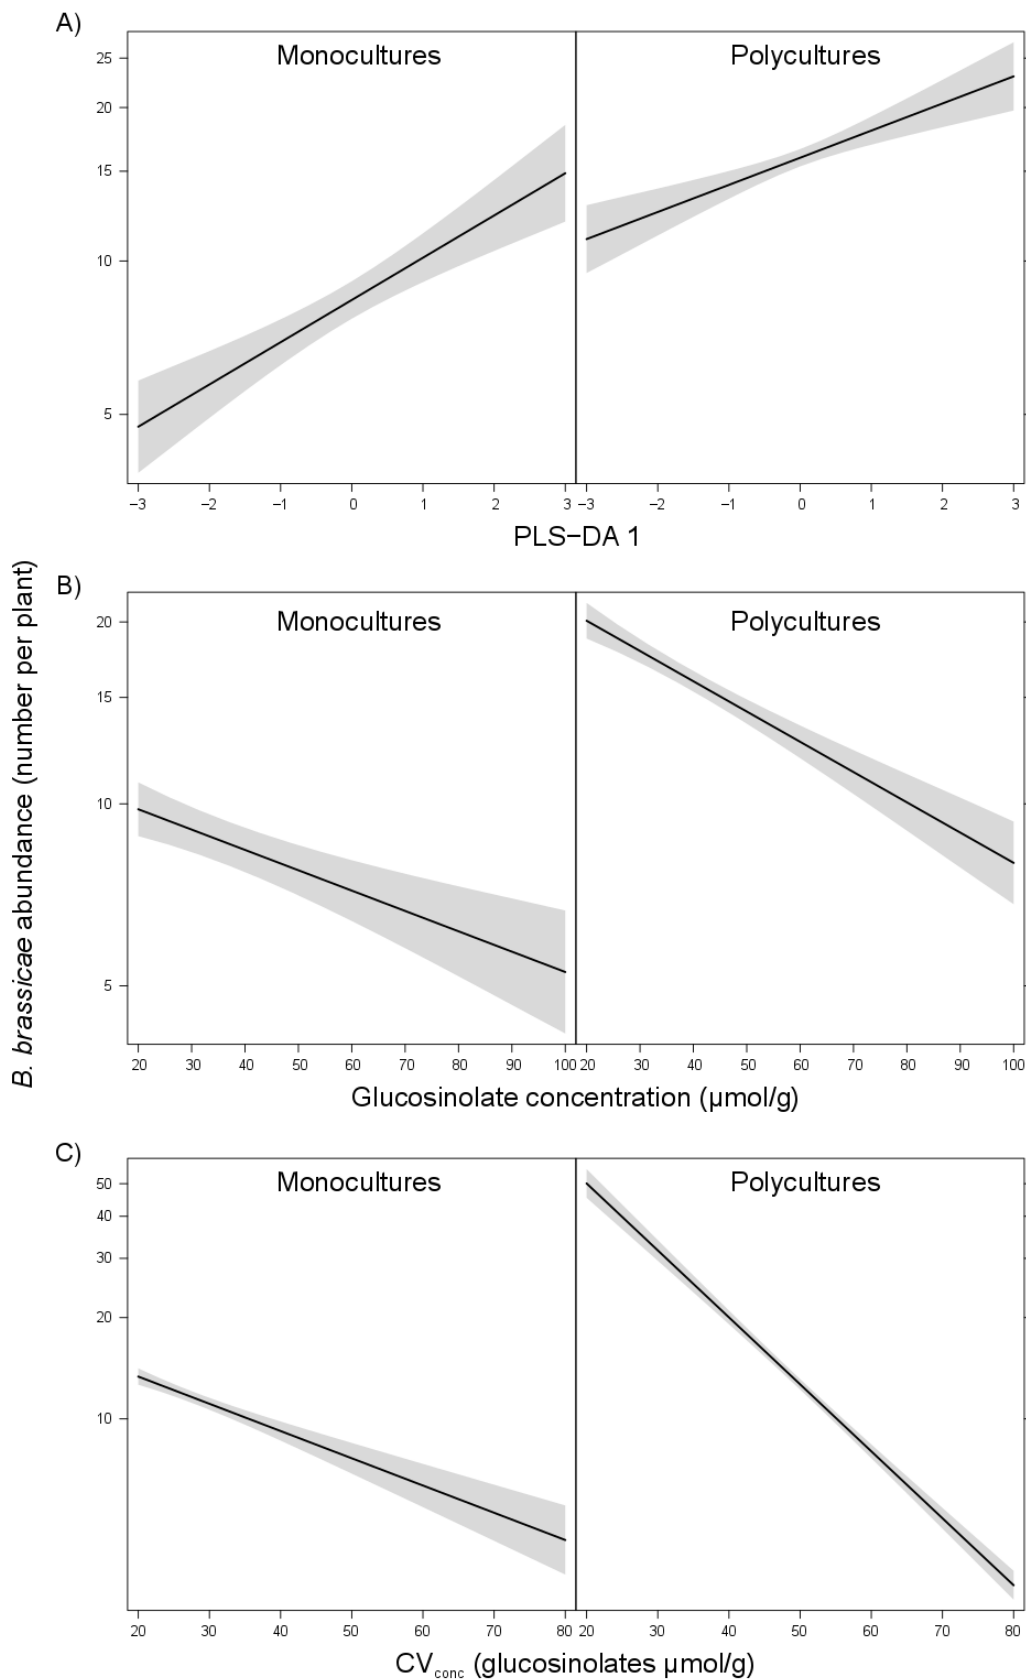 A)
Monocultures Polycultures
25
20
15
10
5
−3 −2 −1 0 1 2 3 −3 −2 −1 0 1 2 3
PLS−DA 1
B. brassicae abundance (number per plant)
B)
Monocultures Polycultures
20
15
10
5
20 30 40 50 60 70 80 90 100 20 30 40 50 60 70 80 90 100
Glucosinolate concentration (µmol/g)
C)
Monocultures Polycultures
50
40
30
20
10
20 30 40 50 60 70 80 20 30 40 50 60 70 80
CVconc (glucosinolates µmol/g)